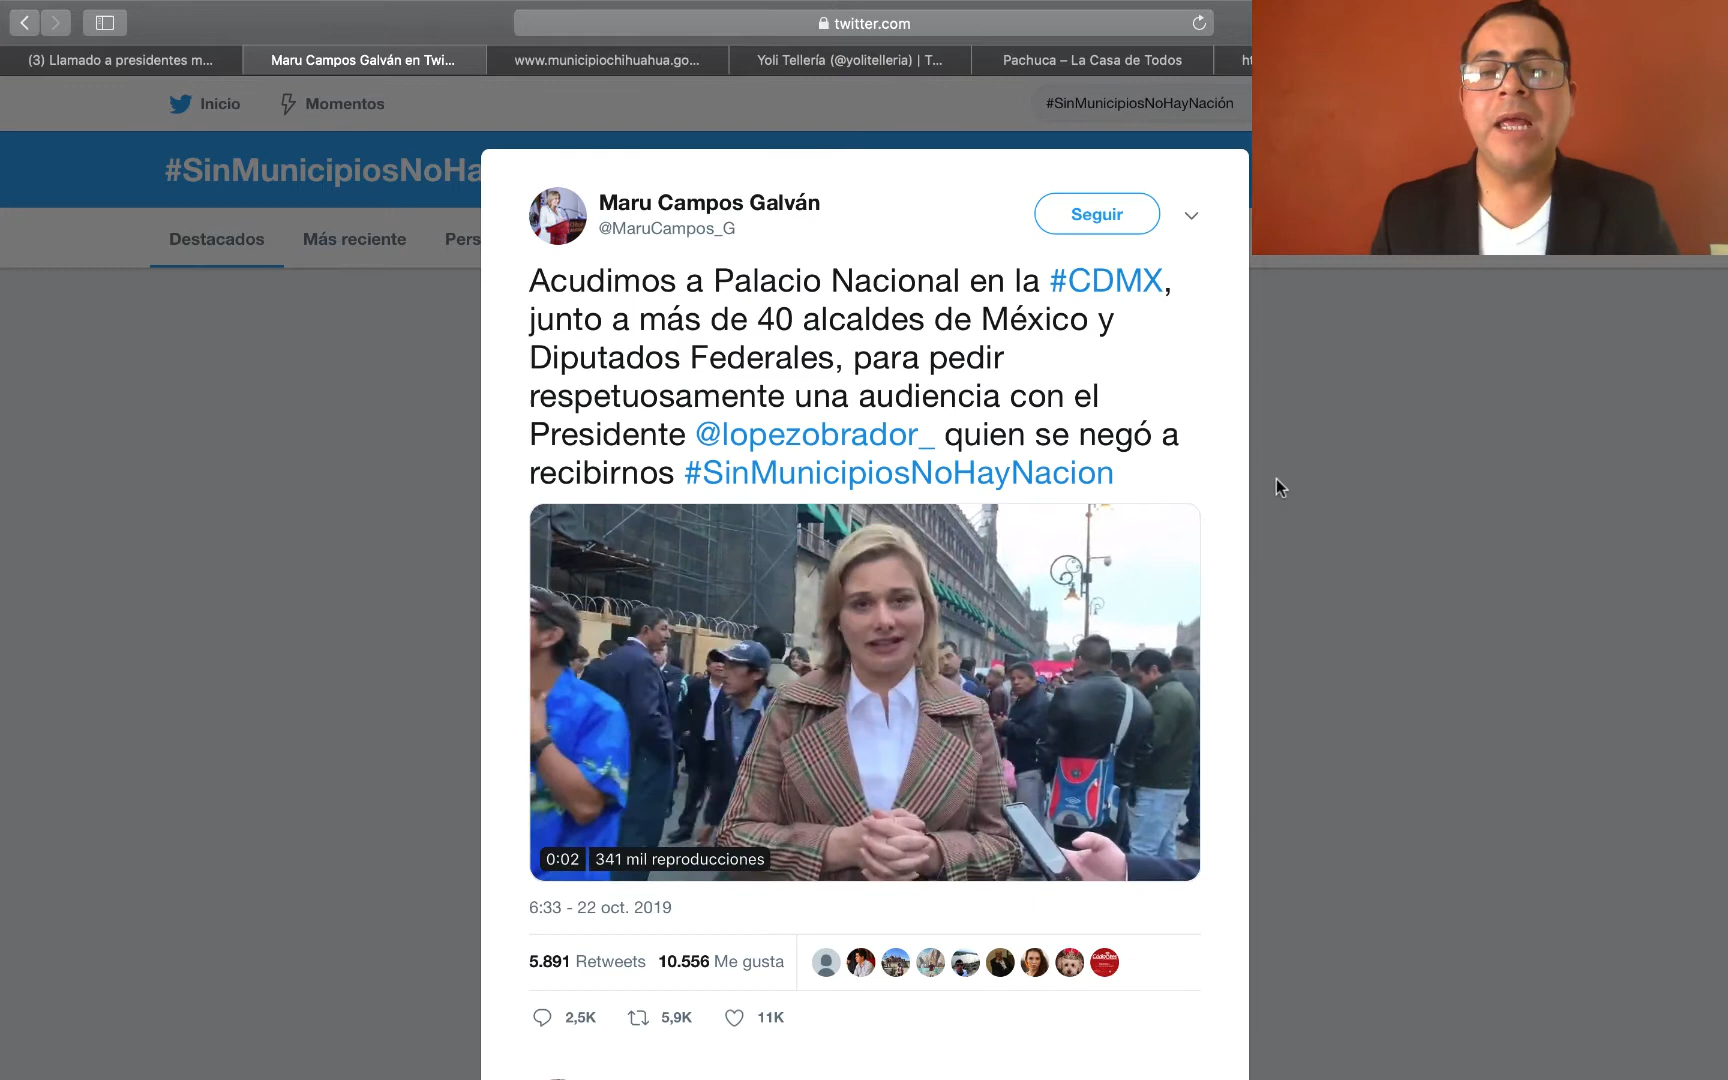 twitter.com
(3) Llamado a presidentes m...
Maru Campos Galván en Twi...
www.municipiochihuahua.go...
Yoli Tellería (@yolitelleria) | T...
Pachuca – La Casa de Todos
Inicio
Momentos
#SinMunicipiosNoHayNación
#SinMunicipiosNoHa
Destacados
Más reciente
Pers
Maru Campos Galván
@MaruCampos_G
Seguir
Acudimos a Palacio Nacional en la #CDMX,
junto a más de 40 alcaldes de México y
Diputados Federales, para pedir
respetuosamente una audiencia con el
Presidente @lopezobrador_ quien se negó a
recibirnos #SinMunicipiosNoHayNacion
0:02 341 mil reproducciones
6:33 - 22 oct. 2019
5.891 Retweets 10.556 Me gusta
2,5K 5,9K 11K